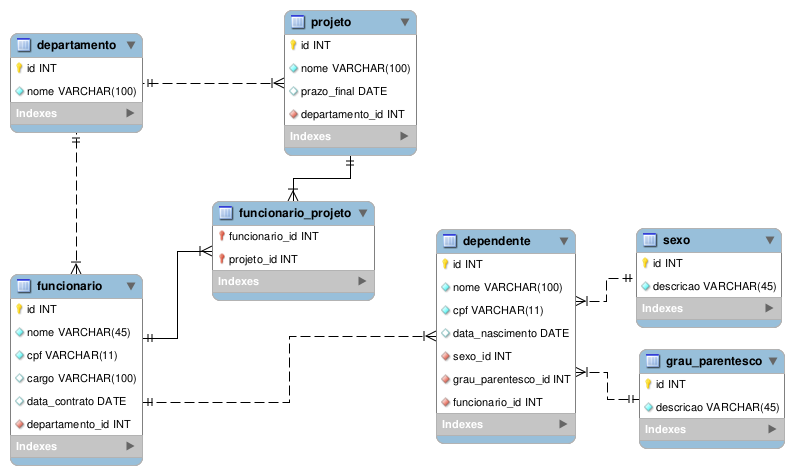 departamento
id INT
nome VARCHAR(100)
Indexes
projeto
id INT
nome VARCHAR(100)
prazo_final DATE
departamento_id INT
Indexes
funcionario_projeto
funcionario_id INT
projeto_id INT
Indexes
funcionario
id INT
nome VARCHAR(45)
cpf VARCHAR(11)
cargo VARCHAR(100)
data_contrato DATE
departamento_id INT
Indexes
dependente
id INT
nome VARCHAR(100)
cpf VARCHAR(11)
data_nascimento DATE
sexo_id INT
grau_parentesco_id INT
funcionario_id INT
Indexes
sexo
id INT
descricao VARCHAR(45)
Indexes
grau_parentesco
id INT
descricao VARCHAR(45)
Indexes